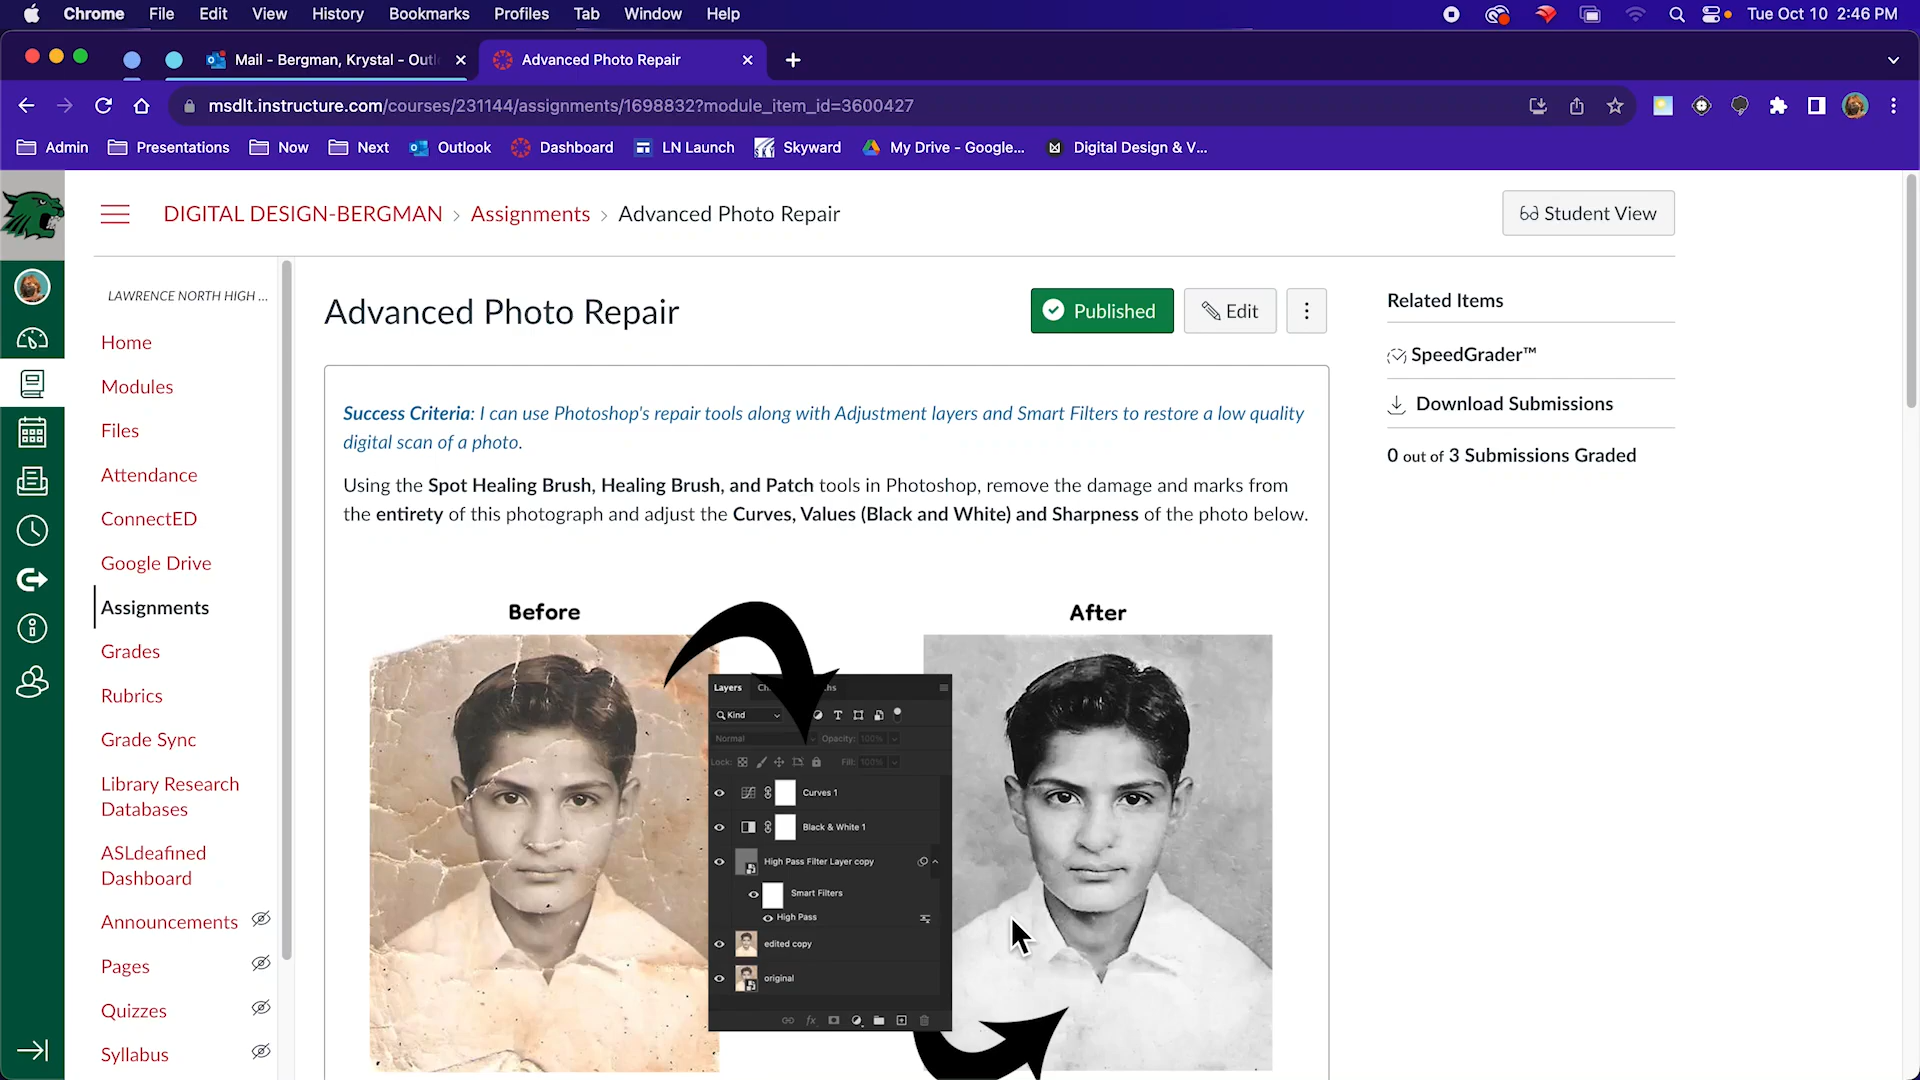 Chrome File Edit View History Bookmarks Profiles Tab Window Help Tue Oct 10 2:46 PM
Mail - Bergman, Krystal - Outl Advanced Photo Repair
msdlt.instructure.com/courses/231144/assignments/1698832?module_item_id=3600427
Admin Presentations Now Next Outlook Dashboard LN Launch Skyward My Drive - Google... Digital Design & V...
DIGITAL DESIGN-BERGMAN > Assignments > Advanced Photo Repair
Student View
LAWRENCE NORTH HIGH ...
Home
Modules
Files
Attendance
ConnectED
Google Drive
Assignments
Grades
Rubrics
Grade Sync
Library Research
Databases
ASLdeafined
Dashboard
Announcements
Pages
Quizzes
Syllabus
Advanced Photo Repair
Published
Edit
Success Criteria: I can use Photoshop's repair tools along with Adjustment layers and Smart Filters to restore a low quality
digital scan of a photo.
Using the Spot Healing Brush, Healing Brush, and Patch tools in Photoshop, remove the damage and marks from
the entirety of this photograph and adjust the Curves, Values (Black and White) and Sharpness of the photo below.
Before
After
Layers
Kind
Normal Opacity: 100%
Lock: Fill: 100%
Curves 1
Black & White 1
High Pass Filter Layer copy
Smart Filters
High Pass
edited copy
original
fx
Related Items
SpeedGrader™
Download Submissions
0 out of 3 Submissions Graded